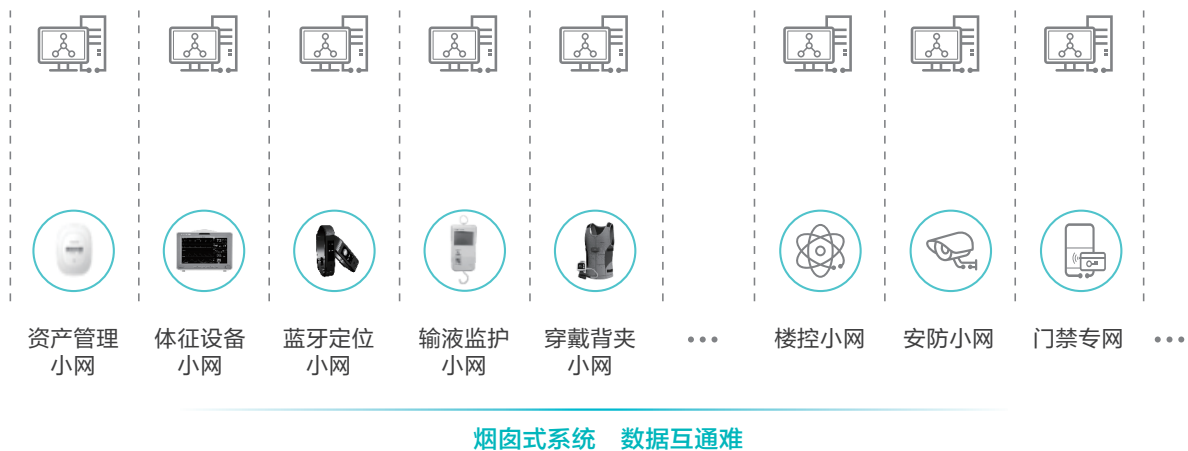 资产管理
小网
体征设备
小网
蓝牙定位
小网
输液监护
小网
穿戴背夹
小网
•••
楼控小网
安防小网
门禁专网
•••
烟囱式系统 数据互通难